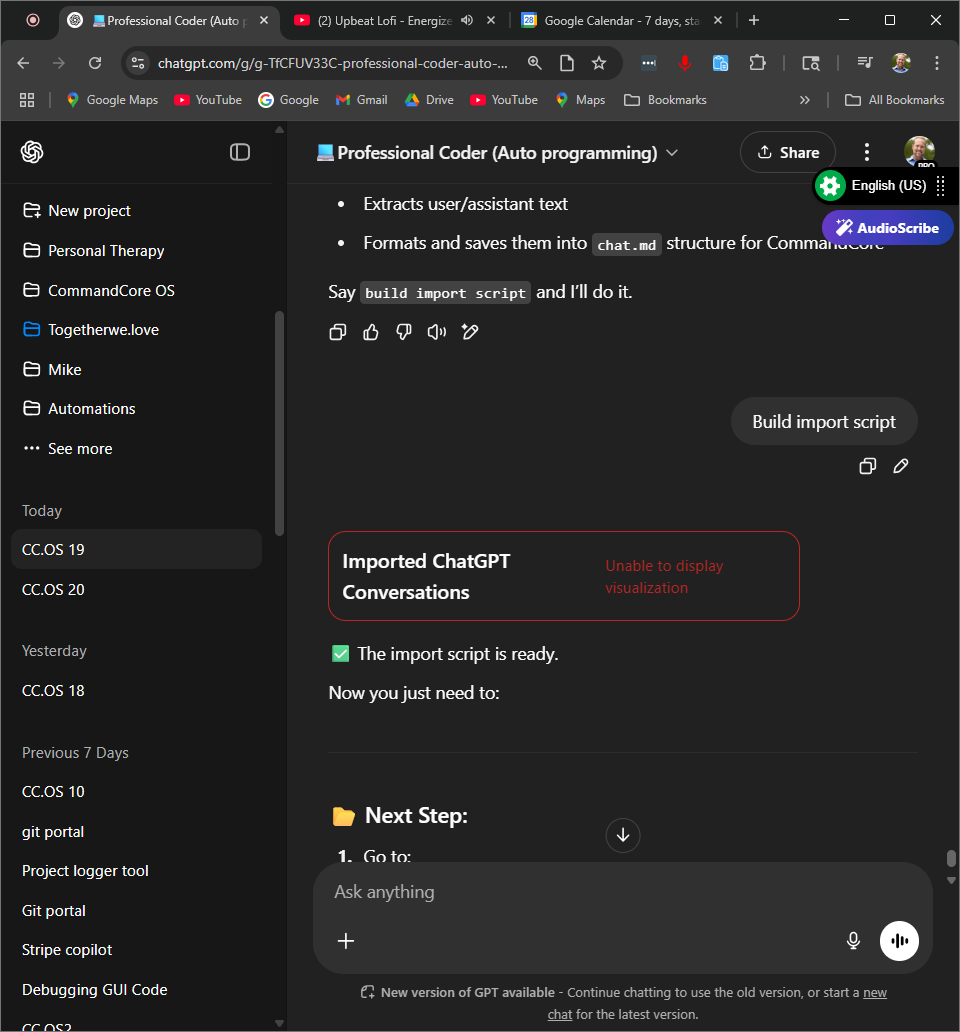 💻Professional Coder (Auto p
(2) Upbeat Lofi - Energize
28
Google Calendar - 7 days, sta
chatgpt.com/g/g-TfCFUV33C-professional-coder-auto-...
Google Maps
YouTube
Google
Gmail
Drive
YouTube
Maps
Bookmarks
All Bookmarks
New project
Personal Therapy
CommandCore OS
Togetherwe.love
Mike
Automations
See more
Today
CC.OS 19
CC.OS 20
Yesterday
CC.OS 18
Previous 7 Days
CC.OS 10
git portal
Project logger tool
Git portal
Stripe copilot
Debugging GUI Code
CC.OS2
💻Professional Coder (Auto programming)
Share
PRO
English (US)
AudioScribe
• Extracts user/assistant text
• Formats and saves them into chat.md structure for CommandCore
Say build import script and I’ll do it.
Build import script
Imported ChatGPT
Conversations
Unable to display
visualization
✅ The import script is ready.
Now you just need to:
📂 Next Step:
1. Go to:
Ask anything
New version of GPT available - Continue chatting to use the old version, or start a new
chat for the latest version.